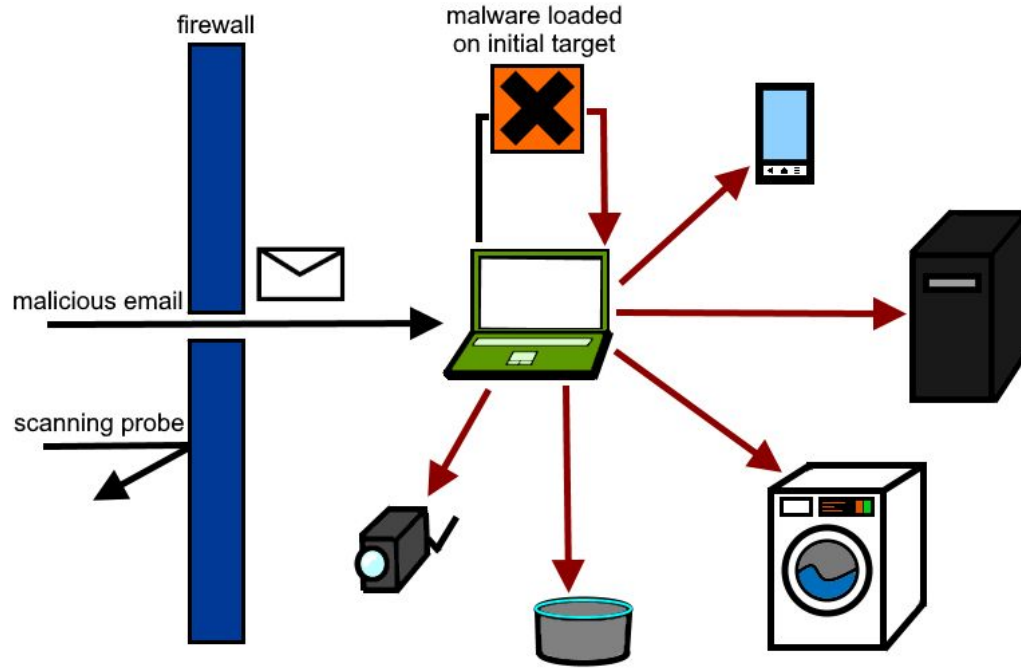 firewall
malware loaded
on initial target
malicious email
scanning probe